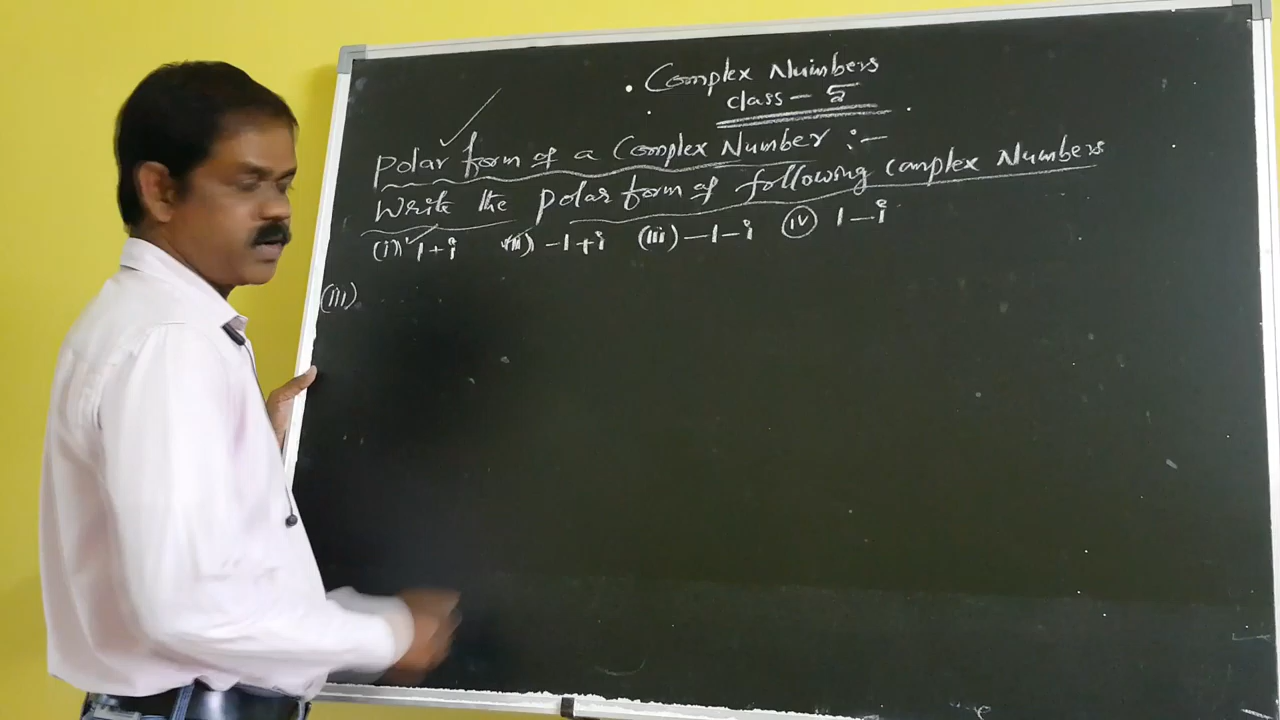 Complex Numbers
class - 5
Polar form of a Complex Number :-
Write the polar form of following complex Numbers
(i) 1+i (ii) -1+i (iii) -1-i (iv) 1-i
(iii)